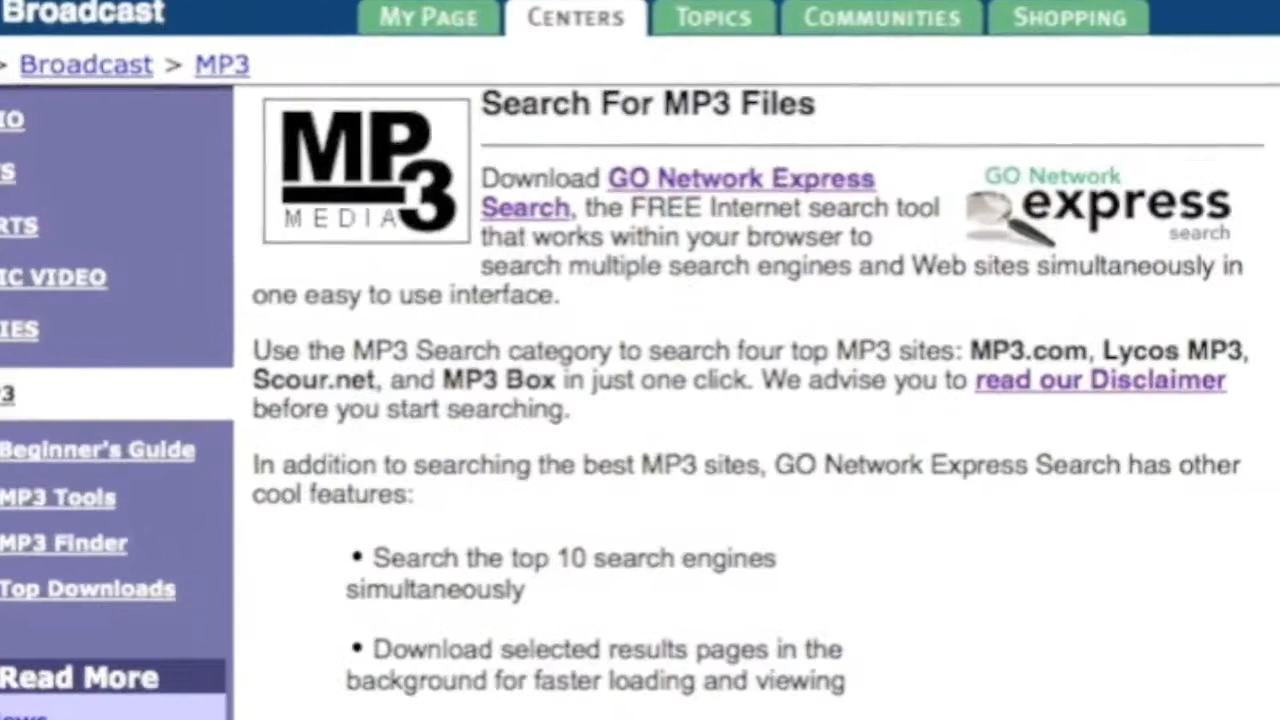 Broadcast
MY PAGE
CENTERS
TOPICS
COMMUNITIES
SHOPPING
> Broadcast > MP3
IO
S
RTS
IC VIDEO
IES
3
Beginner's Guide
MP3 Tools
MP3 Finder
Top Downloads
Read More
MP3
MEDIA
Search For MP3 Files
Download GO Network Express
Search, the FREE Internet search tool
that works within your browser to
search multiple search engines and Web sites simultaneously in
one easy to use interface.
GO Network
express
search
Use the MP3 Search category to search four top MP3 sites: MP3.com, Lycos MP3,
Scour.net, and MP3 Box in just one click. We advise you to read our Disclaimer
before you start searching.
In addition to searching the best MP3 sites, GO Network Express Search has other
cool features:
• Search the top 10 search engines
simultaneously
• Download selected results pages in the
background for faster loading and viewing